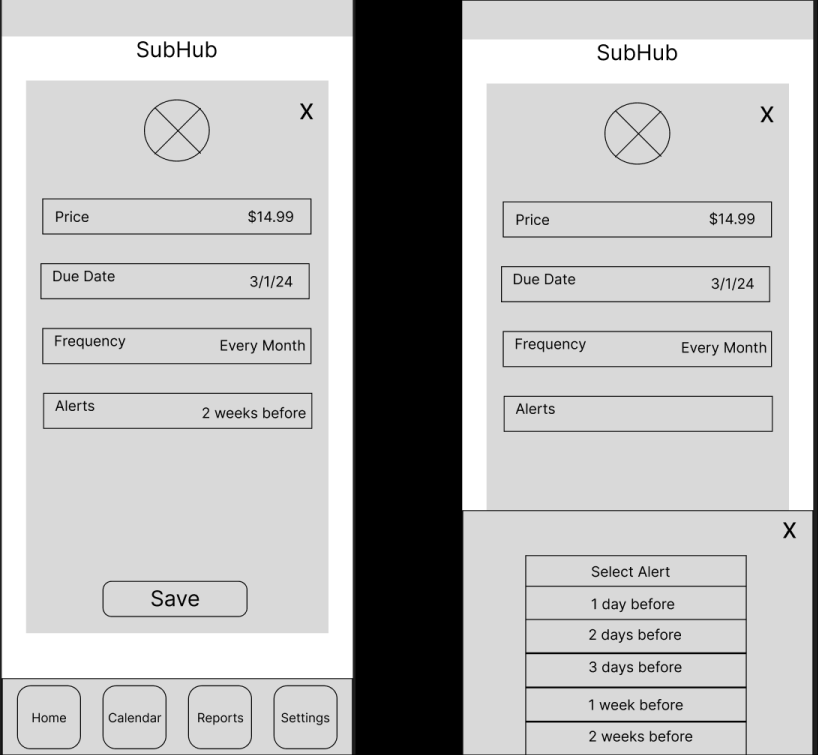 SubHub
X
Price $14.99
Due Date 3/1/24
Frequency Every Month
Alerts 2 weeks before
Save
Home Calendar Reports Settings
SubHub
X
Price $14.99
Due Date 3/1/24
Frequency Every Month
Alerts
X
Select Alert
1 day before
2 days before
3 days before
1 week before
2 weeks before